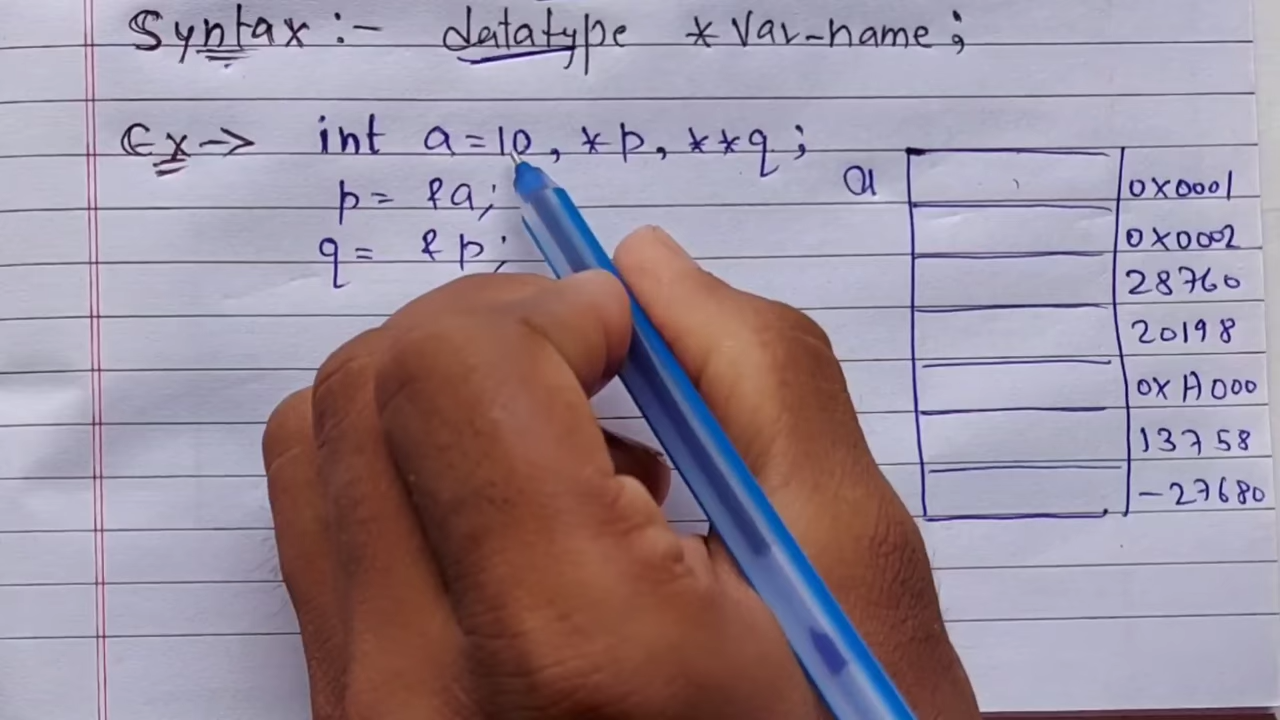 Syntax :- datatype *Var-name;
Ex -> int a=10, *p, **q;
p = &a;
q = &p;
a
0X0001
0X0002
28760
20198
0XA000
13758
-27680